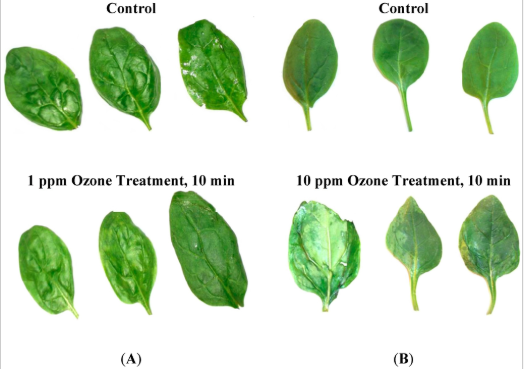 Control
Control
1 ppm Ozone Treatment, 10 min
10 ppm Ozone Treatment, 10 min
(A)
(B)